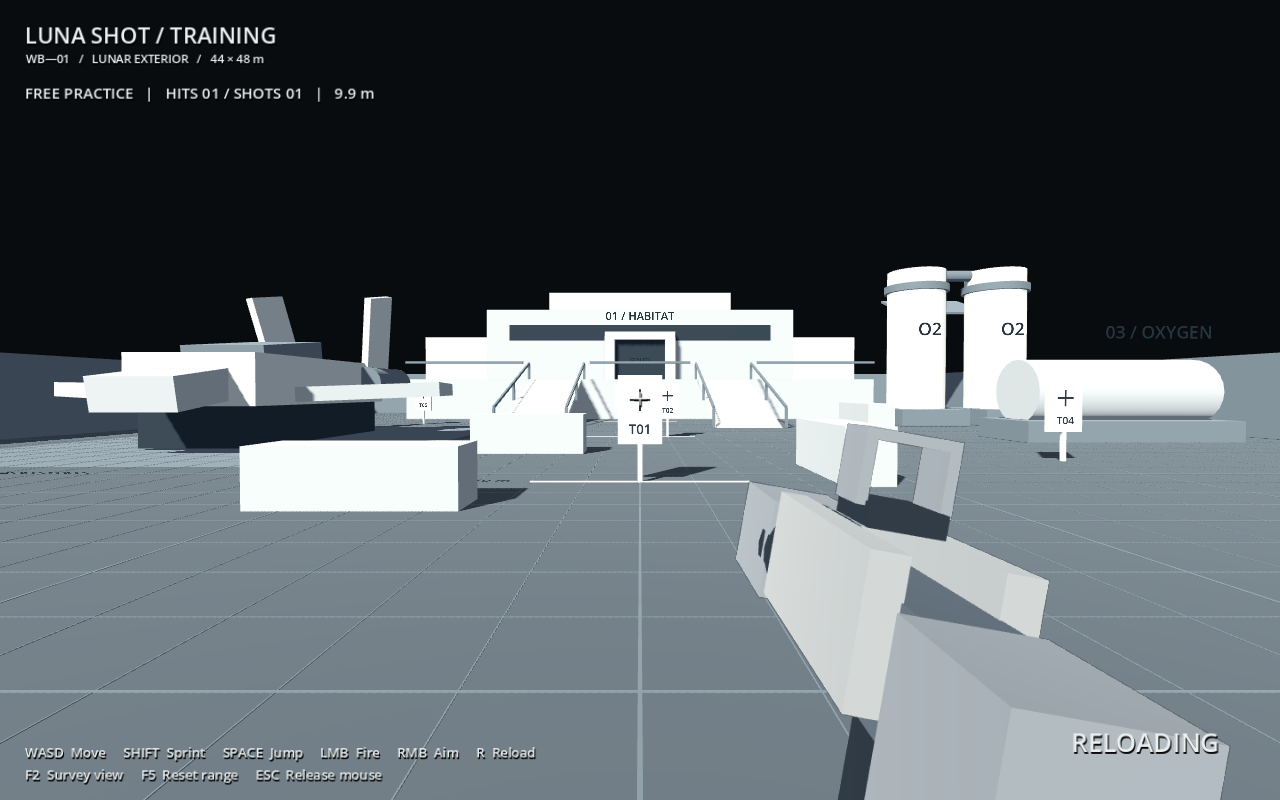 LUNA SHOT / TRAINING
WB—01 / LUNAR EXTERIOR / 44 × 48 m
FREE PRACTICE | HITS 01 / SHOTS 01 | 9.9 m
01 / HABITAT
O2 O2
03 / OXYGEN
T02
T01
T04
RELOADING
WASD Move SHIFT Sprint SPACE Jump LMB Fire RMB Aim R Reload
F2 Survey view F5 Reset range ESC Release mouse